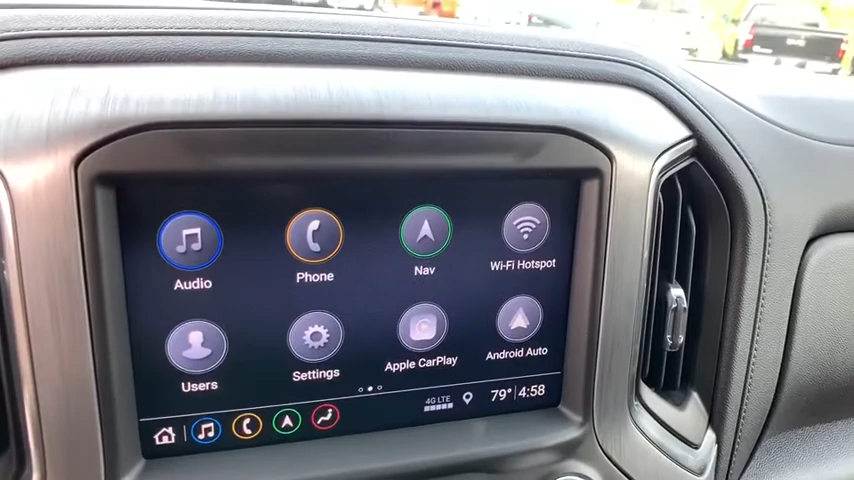 Audio
Phone
Nav
Wi-Fi Hotspot
Users
Settings
Apple CarPlay
Android Auto
4G LTE
79° 4:58